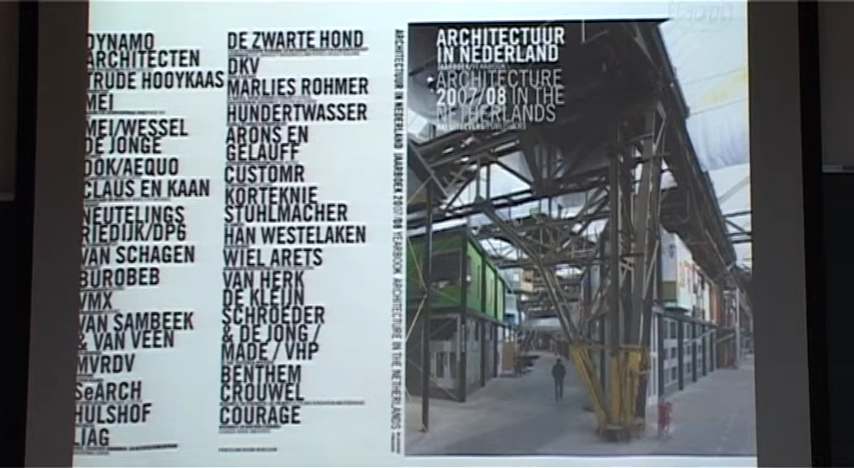 DYNAMO
ARCHITECTEN
TRUDE HOOYKAAS
MEI
MEI/WESSEL
DE JONGE
DOK/AEQUO
CLAUS EN KAAN
NEUTELINGS
RIEDIJK/DP6
VAN SCHAGEN
BUROBEB
VMX
VAN SAMBEEK
& VAN VEEN
MVRDV
SeARCH
HULSHOF
LIAG
DE ZWARTE HOND
DKV
MARLIES ROHMER
HUNDERTWASSER
ARONS EN
GELAUFF
CUSTOMR
KORTEKNIE
STUHLMACHER
HAN WESTELAKEN
WIEL ARETS
VAN HERK
DE KLEIJN
SCHROEDER
& DE JONG /
MADE / VHP
BENTHEM
CROUWEL
COURAGE
ARCHITECTUUR IN NEDERLAND JAARBOEK 2007/08 YEARBOOK ARCHITECTURE IN THE NETHERLANDS
ARCHITECTUUR
IN NEDERLAND
JAARBOEK/YEARBOOK
ARCHITECTURE
2007/08 IN THE
NETHERLANDS